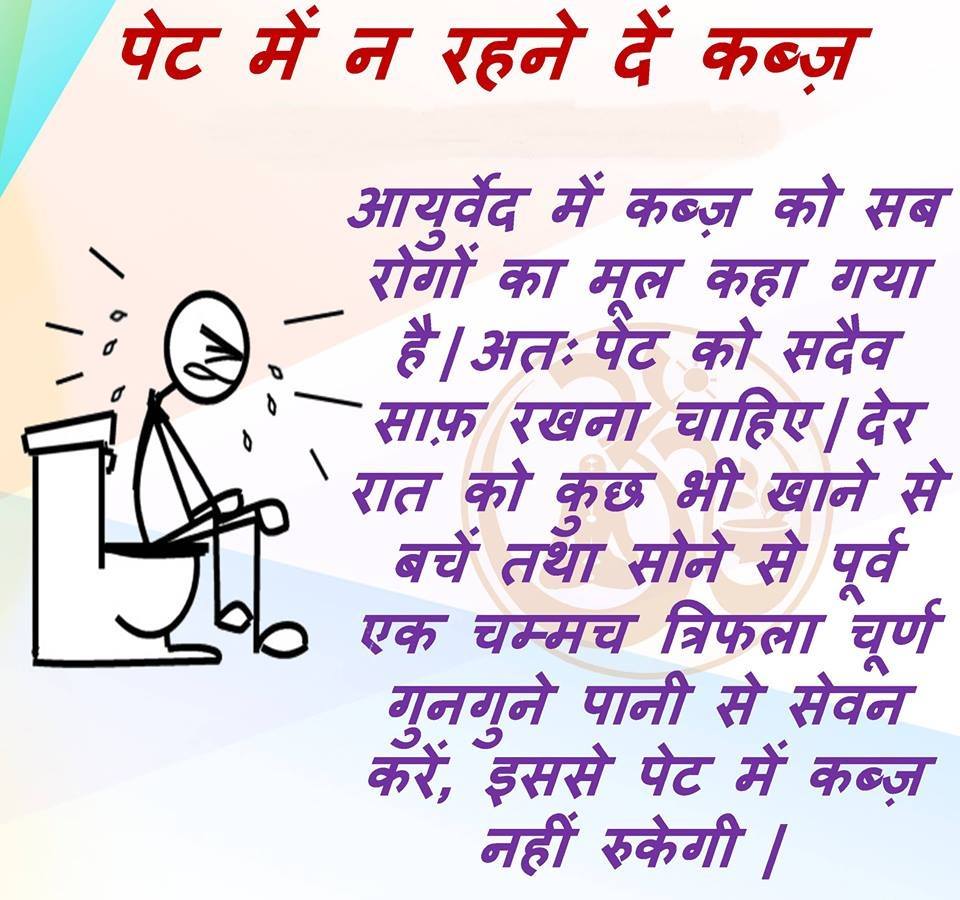 पेट में न रहने दें कब्ज़
आयुर्वेद में कब्ज़ को सब
रोगों का मूल कहा गया
है|अतः पेट को सदैव
साफ़ रखना चाहिए|देर
रात को कुछ भी खाने से
बचें तथा सोने से पूर्व
एक चम्मच त्रिफला चूर्ण
गुनगुने पानी से सेवन
करें, इससे पेट में कब्ज़
नहीं रुकेगी |